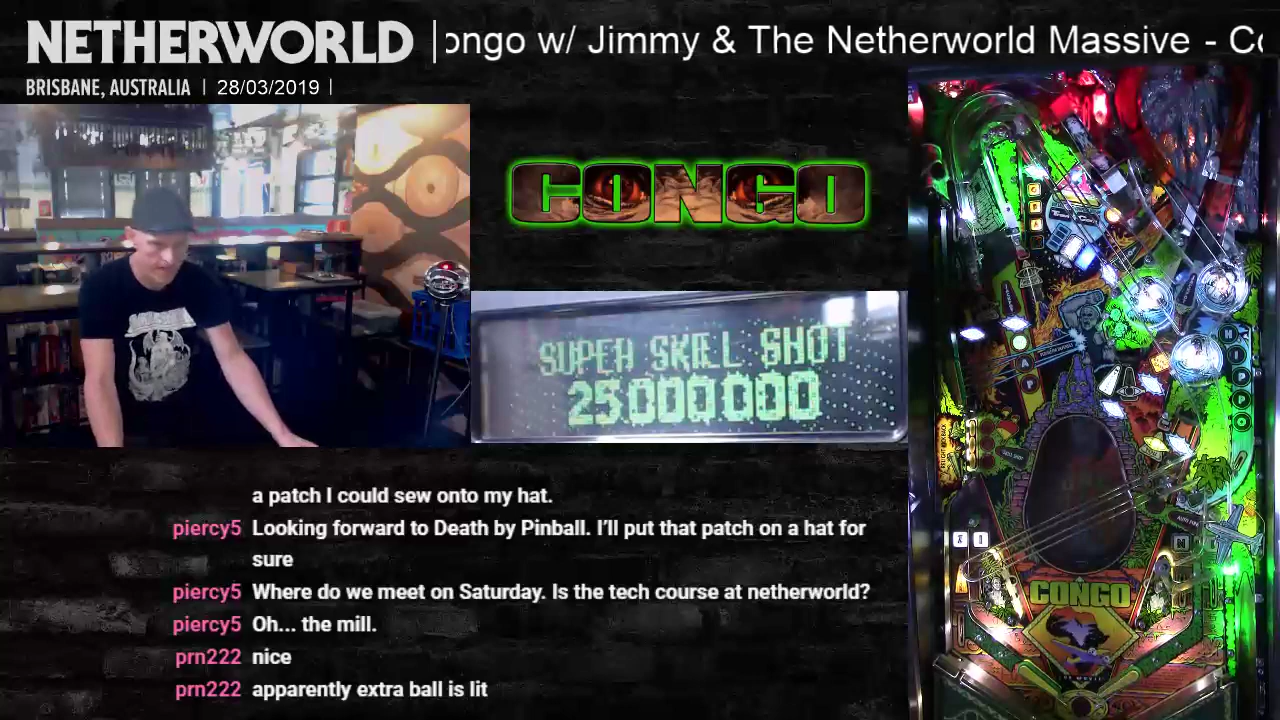 NETHERWORLD
ongo w/ Jimmy & The Netherworld Massive - Co
BRISBANE, AUSTRALIA | 28/03/2019 |
CONGO
SUPER SKILL SHOT
25000000
a patch I could sew onto my hat.
piercy5 Looking forward to Death by Pinball. I’ll put that patch on a hat for
sure
piercy5 Where do we meet on Saturday. Is the tech course at netherworld?
piercy5 Oh... the mill.
prn222 nice
prn222 apparently extra ball is lit
CONGO